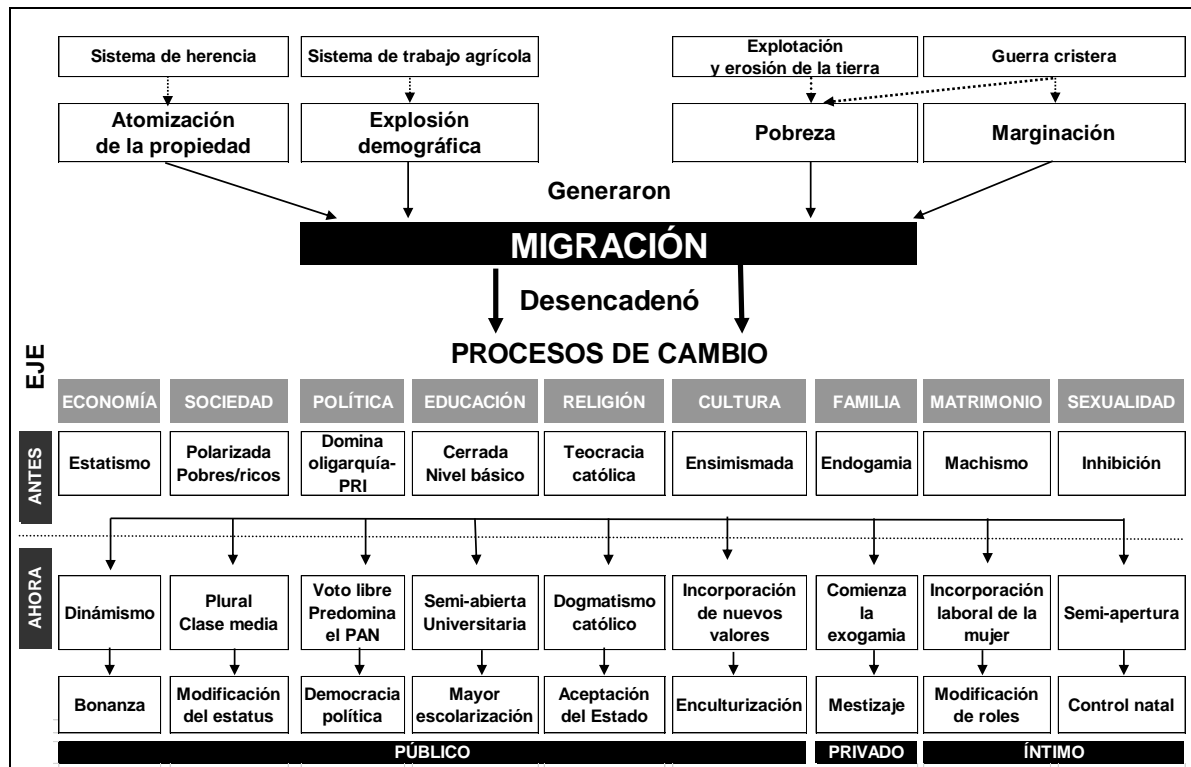 Sistema de herencia
Sistema de trabajo agrícola
Explotación
y erosión de la tierra
Guerra cristera
Atomización
de la propiedad
Explosión
demográfica
Pobreza
Marginación
Generaron
MIGRACIÓN
Desencadenó
PROCESOS DE CAMBIO
EJE
ECONOMÍA
SOCIEDAD
POLÍTICA
EDUCACIÓN
RELIGIÓN
CULTURA
FAMILIA
MATRIMONIO
SEXUALIDAD
ANTES
Estatismo
Polarizada
Pobres/ricos
Domina
oligarquía-
PRI
Cerrada
Nivel básico
Teocracia
católica
Ensimismada
Endogamia
Machismo
Inhibición
AHORA
Dinámismo
Plural
Clase media
Voto libre
Predomina
el PAN
Semi-abierta
Universitaria
Dogmatismo
católico
Incorporación
de nuevos
valores
Comienza
la
exogamia
Incorporación
laboral de la
mujer
Semi-apertura
Bonanza
Modificación
del estatus
Democracia
política
Mayor
escolarización
Aceptación
del Estado
Enculturización
Mestizaje
Modificación
de roles
Control natal
PÚBLICO
PRIVADO
ÍNTIMO